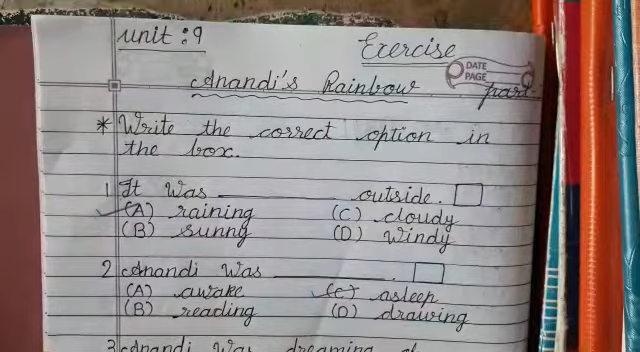 unit : 9
Exercise
DATE
PAGE
Anandi's Rainbow part
* Write the correct option in
the box.
1 It was ________ outside. □
✓(A) raining (C) cloudy
(B) sunny (D) windy
2 Anandi was ________. □
(A) awake ✓(C) asleep
(B) reading (D) drawing
3 Anandi was dreaming of